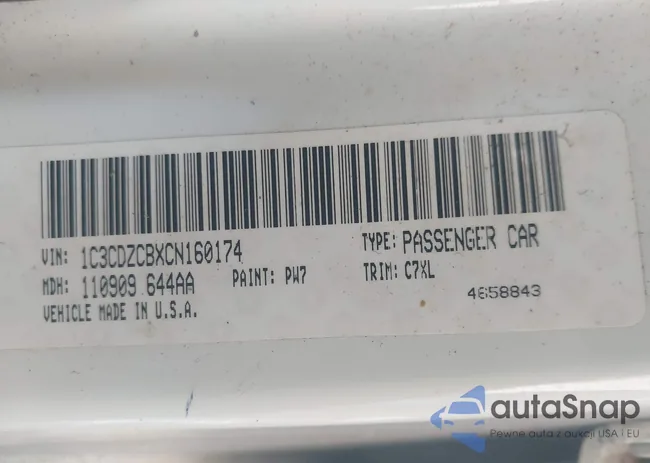 VIN: 1C3CDZCBXCN160174 TYPE: PASSENGER CAR
MDH: 110909 644AA PAINT: PW7 TRIM: C7XL
VEHICLE MADE IN U.S.A. 4658843
autaSnap
Pewne auta z aukcji USA i EU